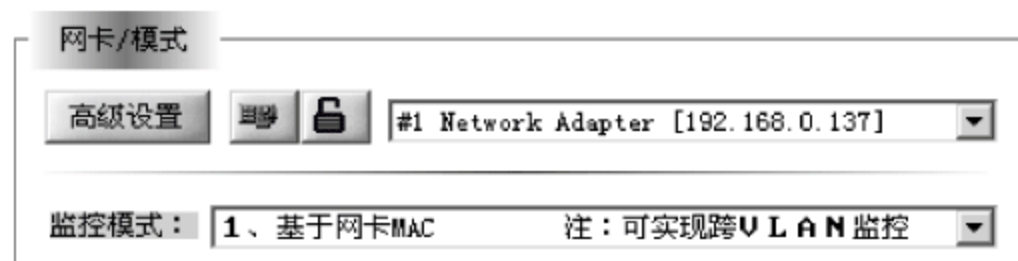 网卡/模式
高级设置 #1 Network Adapter [192.168.0.137]
监控模式： 1、基于网卡MAC 注：可实现跨VLAN监控